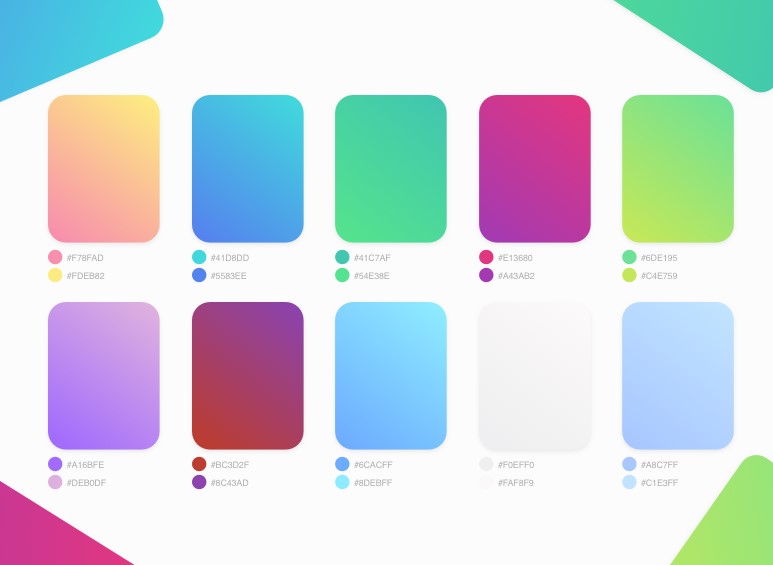 #F78FAD
#FDEB82
#41D8DD
#5583EE
#41C7AF
#54E38E
#E13680
#A43AB2
#6DE195
#C4E759
#A16BFE
#DEB0DF
#BC3D2F
#8C43AD
#6CACFF
#8DEBFF
#F0EFF0
#FAF8F9
#A8C7FF
#C1E3FF